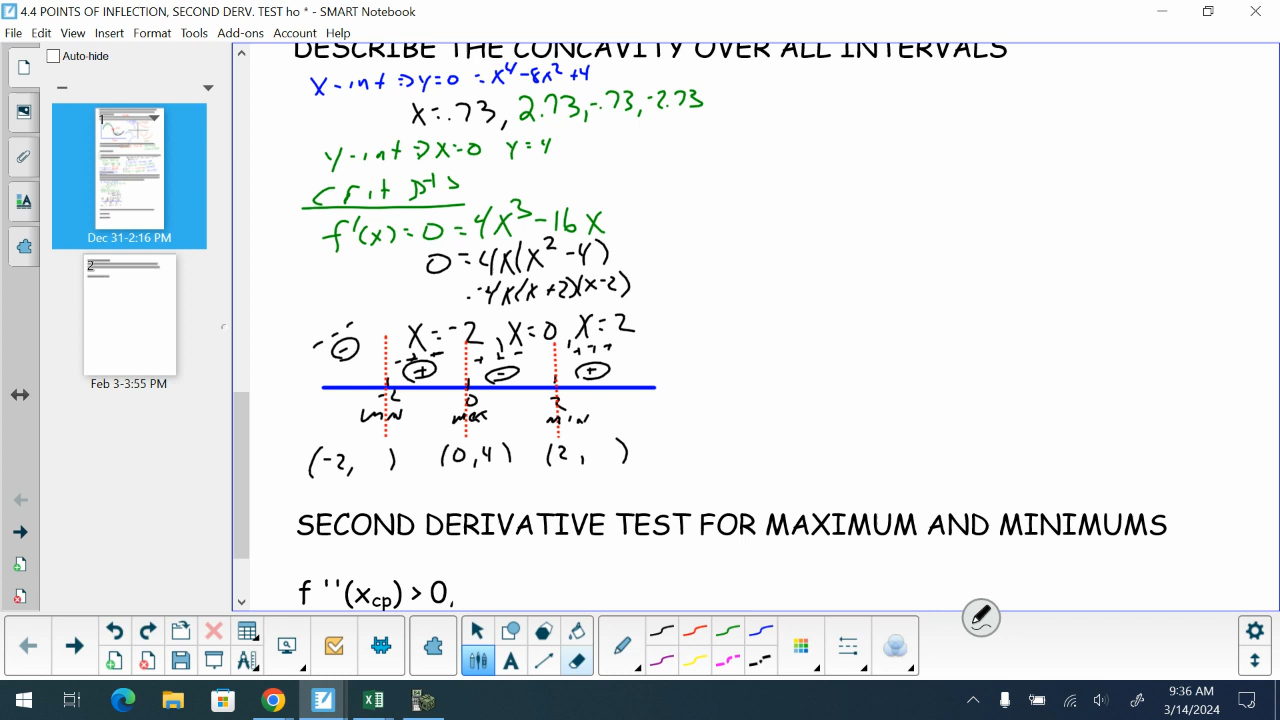 4.4 POINTS OF INFLECTION, SECOND DERV. TEST ho * - SMART Notebook
File Edit View Insert Format Tools Add-ons Account Help
Auto-hide
1
Dec 31-2:16 PM
2
Feb 3-3:55 PM
DESCRIBE THE CONCAVITY OVER ALL INTERVALS
x-int => y=0 = x⁴-8x²+4
x=.73, 2.73, -.73, -2.73
y-int => x=0 y=4
crit pts
f'(x)=0=4x³-16x
0=4x(x²-4)
=4x(x+2)(x-2)
x=-2, x=0, x=2
- - -
- + - + - - + + +
- + - +
-2 0 2
min max min
(-2, ) (0,4) (2, )
SECOND DERIVATIVE TEST FOR MAXIMUM AND MINIMUMS
f ''(xcp) > 0,
9:36 AM
3/14/2024